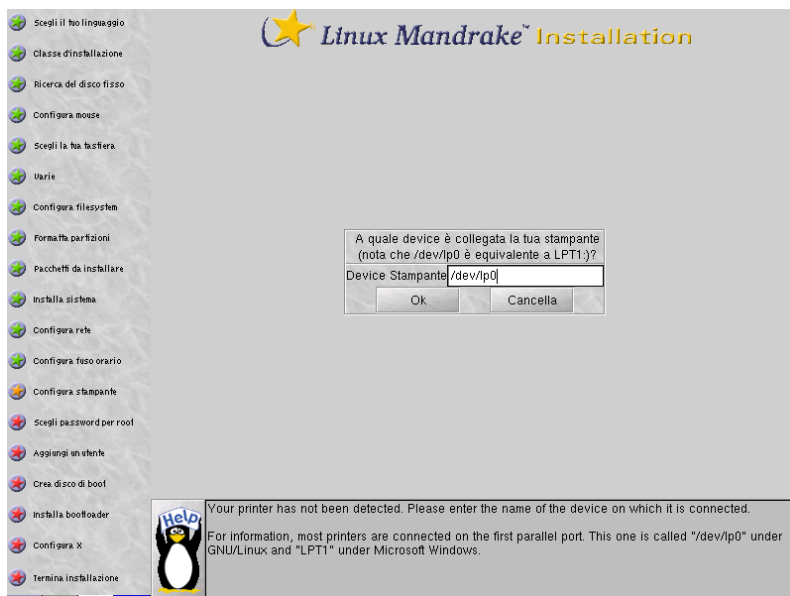 Linux Mandrake™ Installation
Scegli il tuo linguaggio
Classe d'installazione
Ricerca del disco fisso
Configura mouse
Scegli la tua tastiera
Varie
Configura filesystem
Formatta partizioni
Pacchetti da installare
Installa sistema
Configura rete
Configura fuso orario
Configura stampante
Scegli password per root
Aggiungi un utente
Crea disco di boot
Installa bootloader
Configura X
Termina installazione
A quale device è collegata la tua stampante
(nota che /dev/lp0 è equivalente a LPT1:)?
Device Stampante /dev/lp0
Ok Cancella
Help
Your printer has not been detected. Please enter the name of the device on which it is connected.
For information, most printers are connected on the first parallel port. This one is called "/dev/lp0" under
GNU/Linux and "LPT1" under Microsoft Windows.